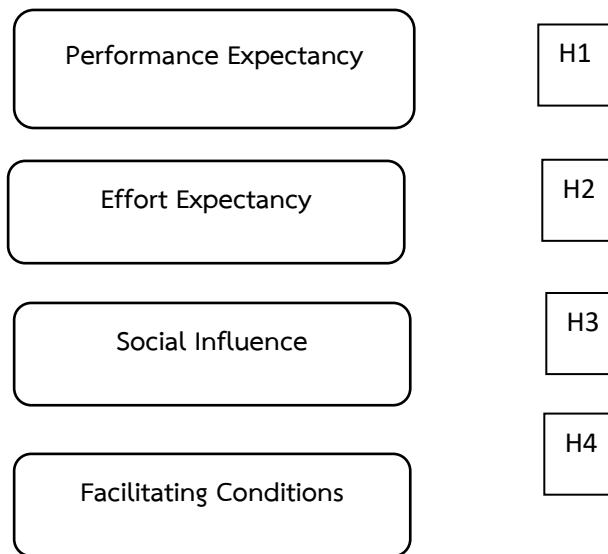 Performance Expectancy
H1
Effort Expectancy
H2
Social Influence
H3
Facilitating Conditions
H4